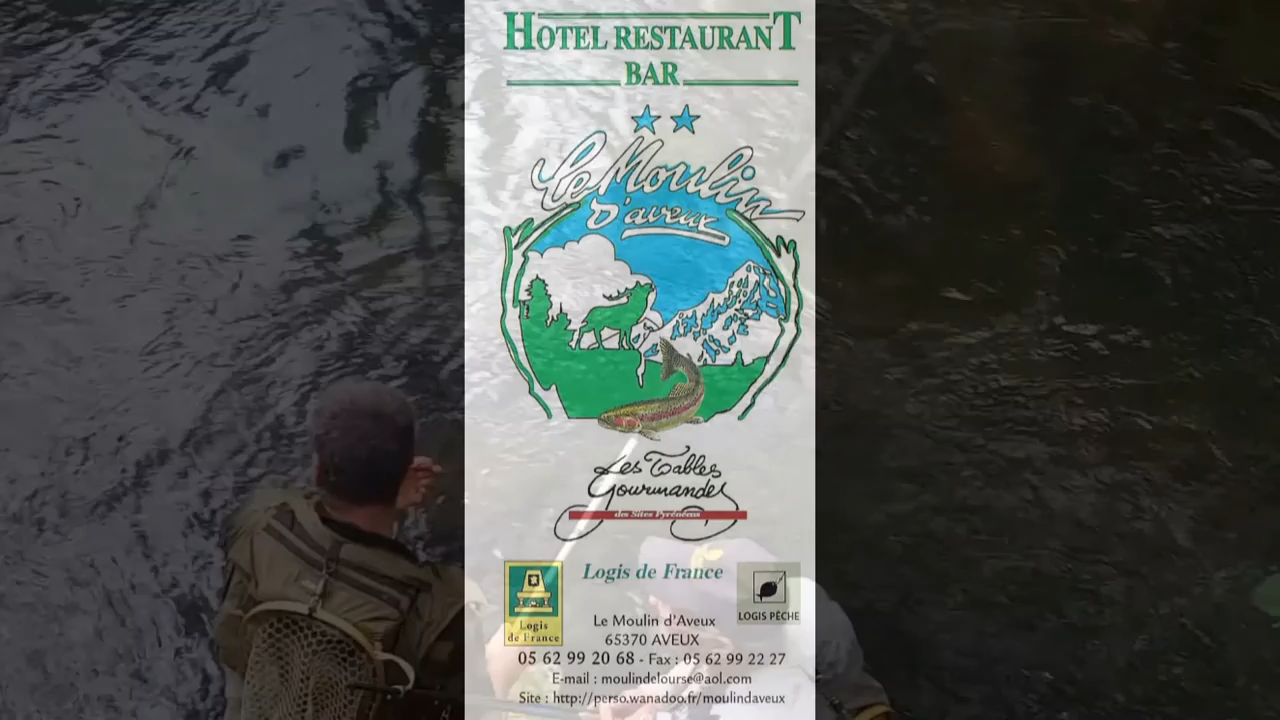 HOTEL RESTAURANT
BAR
Le Moulin
D'aveux
Les Tables
Gourmandes
des Sites Pyrénéens
Logis de France
Logis
de France
LOGIS PÊCHE
Le Moulin d'Aveux
65370 AVEUX
05 62 99 20 68 - Fax : 05 62 99 22 27
E-mail : moulindelourse@aol.com
Site : http://perso.wanadoo.fr/moulindaveux